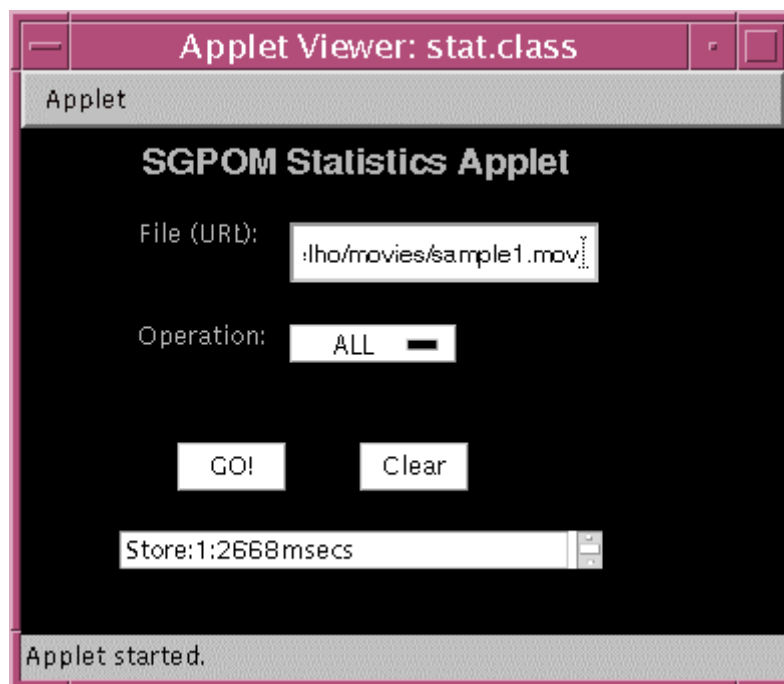 Applet Viewer: stat.class
Applet
SGPOM Statistics Applet
File (URL):
lho/movies/sample1.mov
Operation:
ALL
GO!
Clear
Store:1:2668msecs
Applet started.